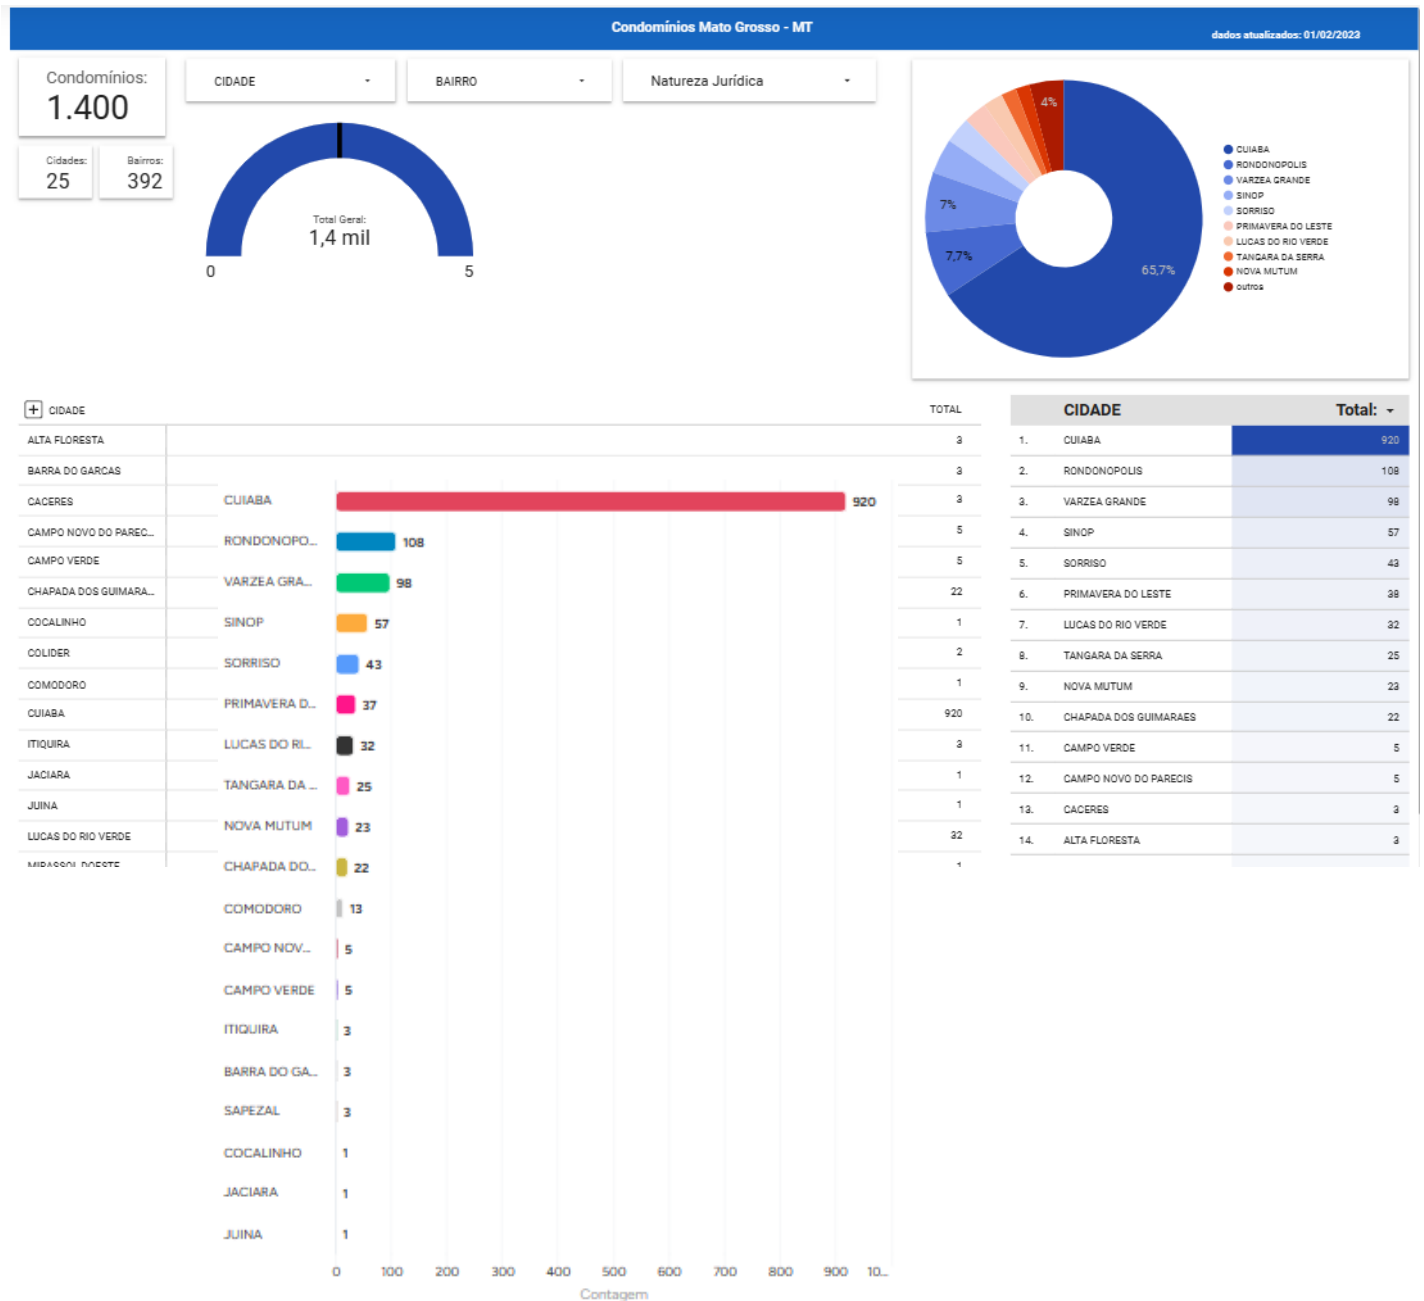 Condomínios Mato Grosso - MT
dados atualizados: 01/02/2023
Condomínios:
1.400
CIDADE
BAIRRO
Natureza Jurídica
Cidades:
25
Bairros:
392
Total Geral:
1,4 mil
0
5
4%
7%
7,7%
65,7%
CUIABA
RONDONOPOLIS
VARZEA GRANDE
SINOP
SORRISO
PRIMAVERA DO LESTE
LUCAS DO RIO VERDE
TANGARA DA SERRA
NOVA MUTUM
outros
CIDADE TOTAL
ALTA FLORESTA 3
BARRA DO GARCAS 3
CACERES 3
CAMPO NOVO DO PAREC... 5
CAMPO VERDE 5
CHAPADA DOS GUIMARA... 22
COCALINHO 1
COLIDER 2
COMODORO 1
CUIABA 920
ITIQUIRA 3
JACIARA 1
JUINA 1
LUCAS DO RIO VERDE 32
MIRASSOL DOESTE 1
CUIABA 920
RONDONOPO... 108
VARZEA GRA... 98
SINOP 57
SORRISO 43
PRIMAVERA D... 37
LUCAS DO RI... 32
TANGARA DA ... 25
NOVA MUTUM 23
CHAPADA DO... 22
COMODORO 13
CAMPO NOV... 5
CAMPO VERDE 5
ITIQUIRA 3
BARRA DO GA... 3
SAPEZAL 3
COCALINHO 1
JACIARA 1
JUINA 1
0 100 200 300 400 500 600 700 800 900 10...
Contagem
CIDADE Total:
1. CUIABA 920
2. RONDONOPOLIS 108
3. VARZEA GRANDE 98
4. SINOP 57
5. SORRISO 43
6. PRIMAVERA DO LESTE 38
7. LUCAS DO RIO VERDE 32
8. TANGARA DA SERRA 25
9. NOVA MUTUM 23
10. CHAPADA DOS GUIMARAES 22
11. CAMPO VERDE 5
12. CAMPO NOVO DO PARECIS 5
13. CACERES 3
14. ALTA FLORESTA 3